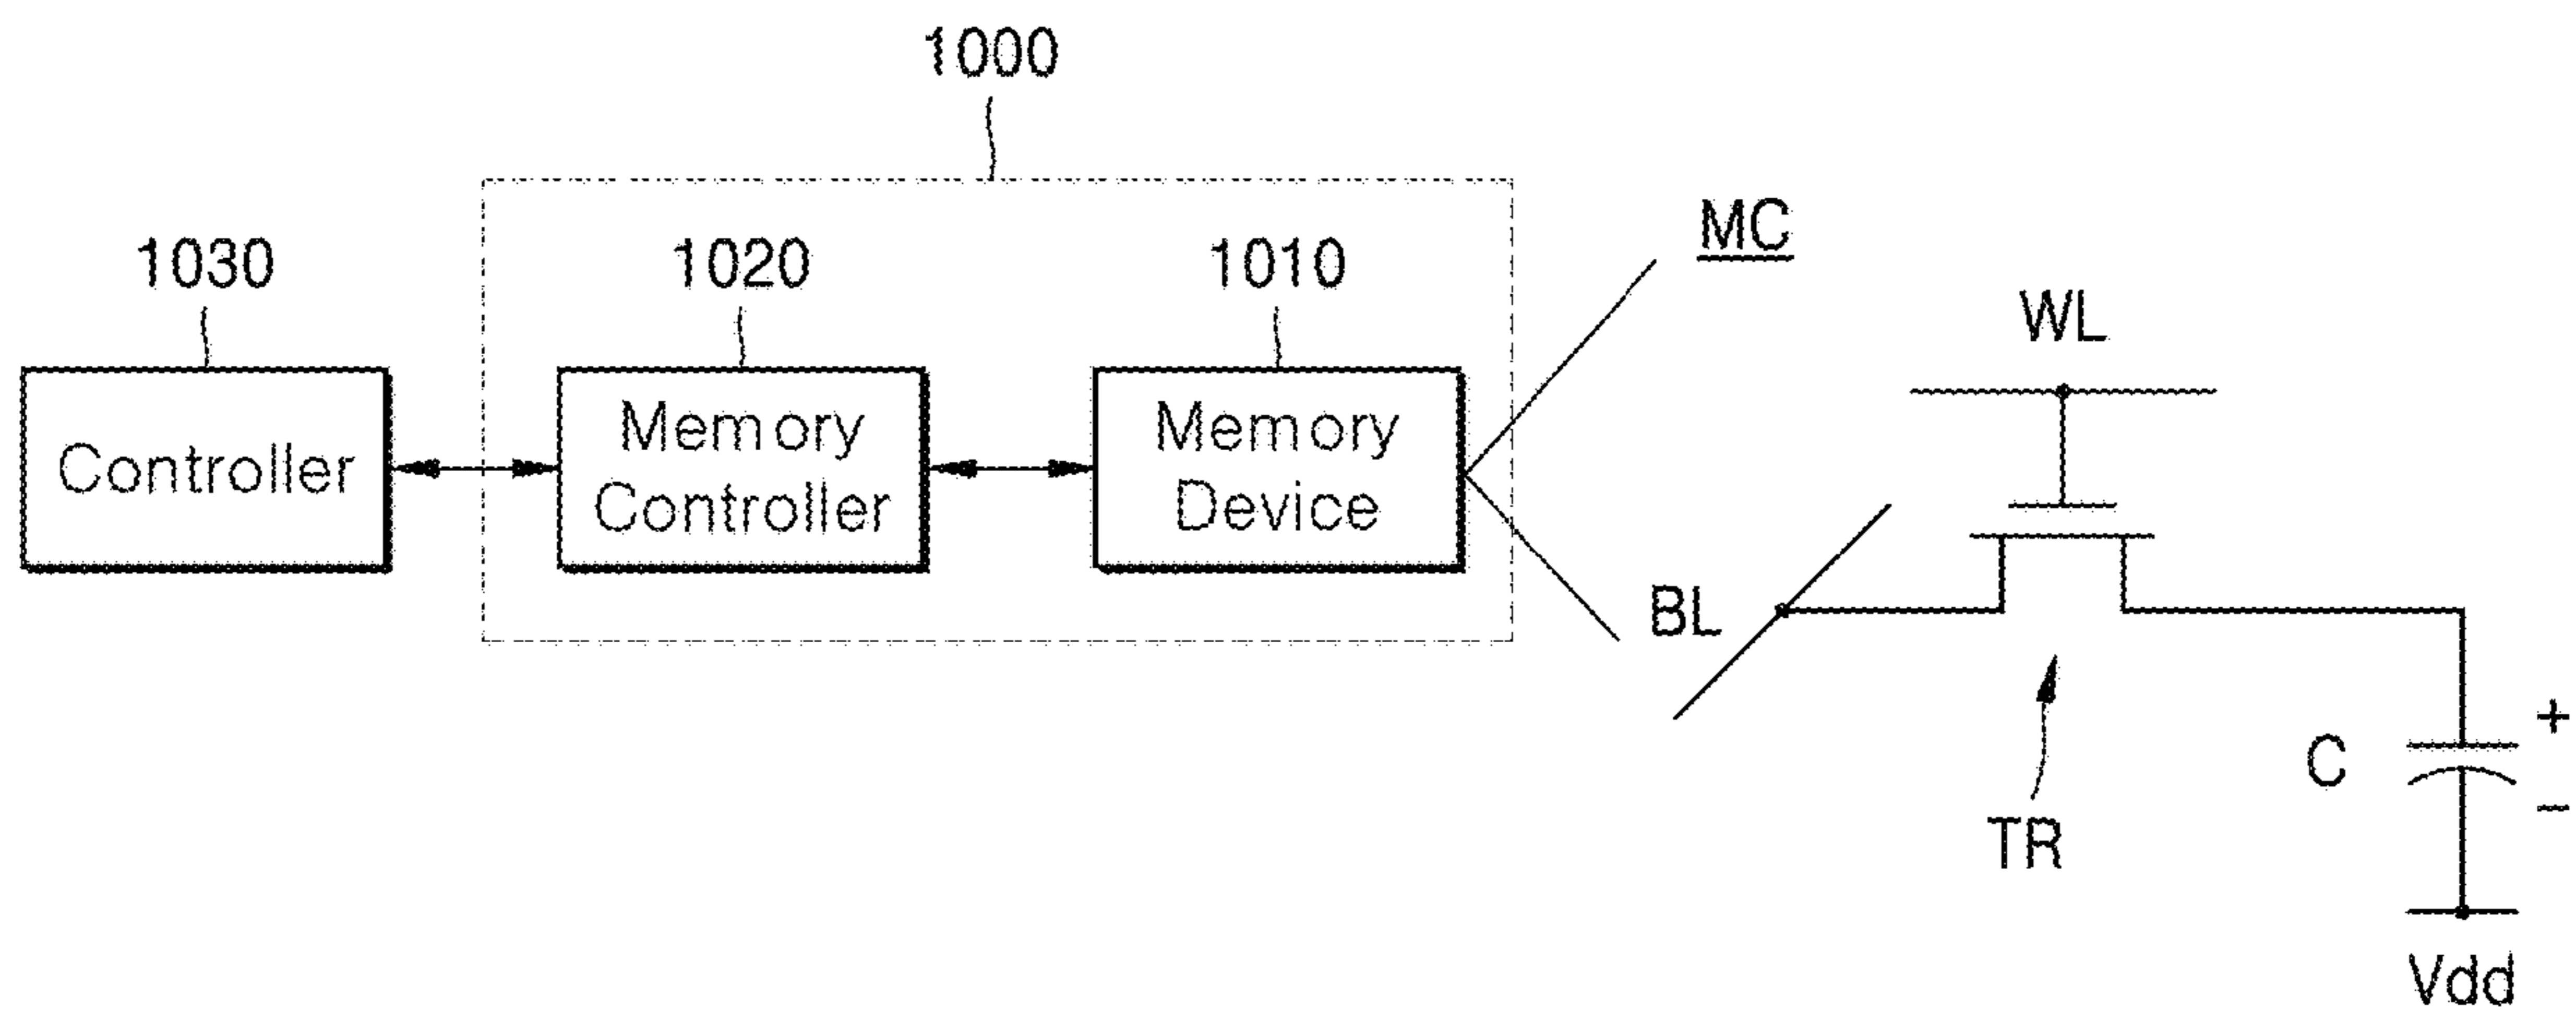 1000
1030
1020
1010
MC
WL
Controller
Memory
Controller
Memory
Device
BL
TR
C
+
−
Vdd